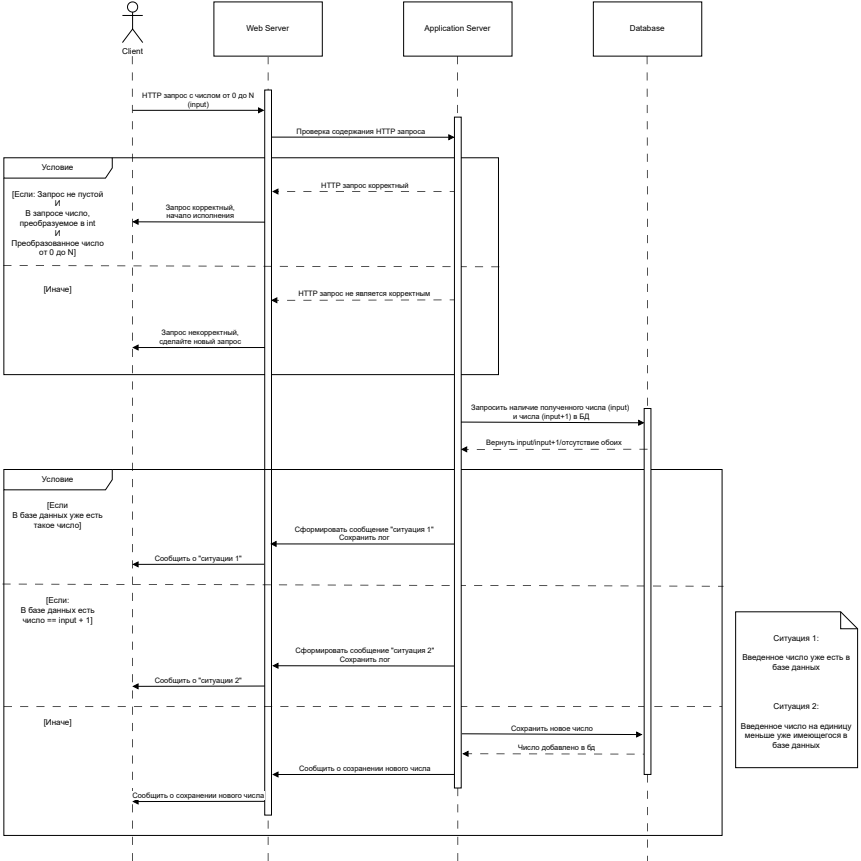 Client
Web Server
Application Server
Database
HTTP запрос с числом от 0 до N
(input)
Проверка содержания HTTP запроса
Условие
[Если: Запрос не пустой
И
В запросе число,
преобразуемое в int
И
Преобразованное число
от 0 до N]
HTTP запрос корректный
Запрос корректный,
начало исполнения
[Иначе]
HTTP запрос не является корректным
Запрос некорректный,
сделайте новый запрос
Запросить наличие полученного числа (input)
и числа (input+1) в БД
Вернуть input/input+1/отсутствие обоих
Условие
[Если
В базе данных уже есть
такое число]
Сформировать сообщение "ситуация 1"
Сохранить лог
Сообщить о "ситуации 1"
[Если:
В базе данных есть
число == input + 1]
Сформировать сообщение "ситуация 2"
Сохранить лог
Сообщить о "ситуации 2"
[Иначе]
Сохранить новое число
Число добавлено в бд
Сообщить о созранении нового числа
Сообщить о сохранении нового числа
Ситуация 1:
Введенное число уже есть в
базе данных
Ситуация 2:
Введенное число на единицу
меньше уже имеющегося в
базе данных